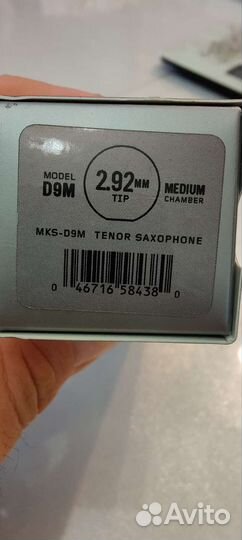 MODEL
D9M
2.92MM
TIP
MEDIUM
CHAMBER
MKS-D9M TENOR SAXOPHONE
0 46716 58438 0
Avito